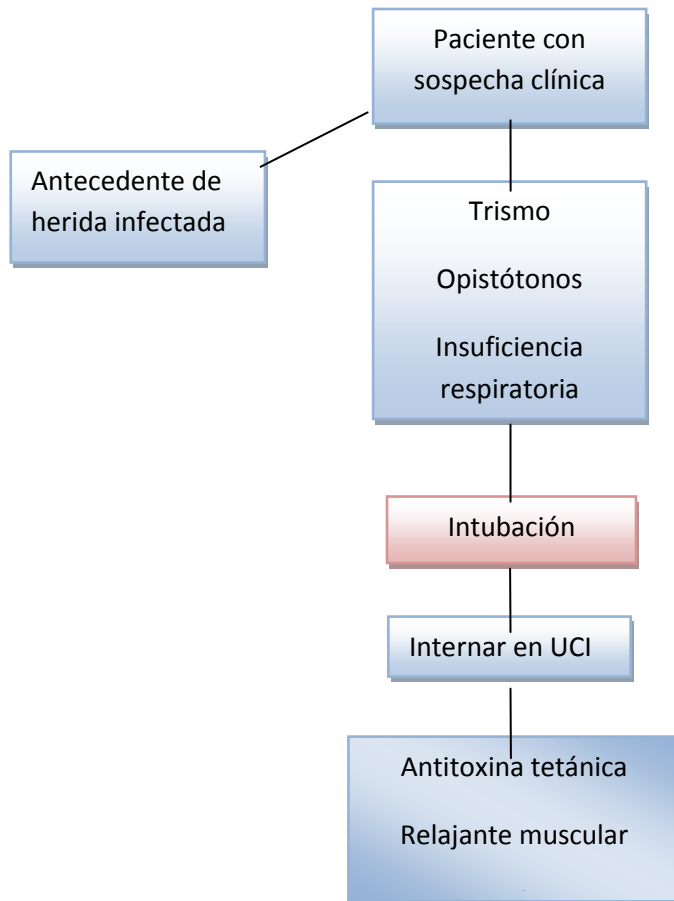 Paciente con
sospecha clínica
Antecedente de
herida infectada
Trismo
Opistótonos
Insuficiencia
respiratoria
Intubación
Internar en UCI
Antitoxina tetánica
Relajante muscular